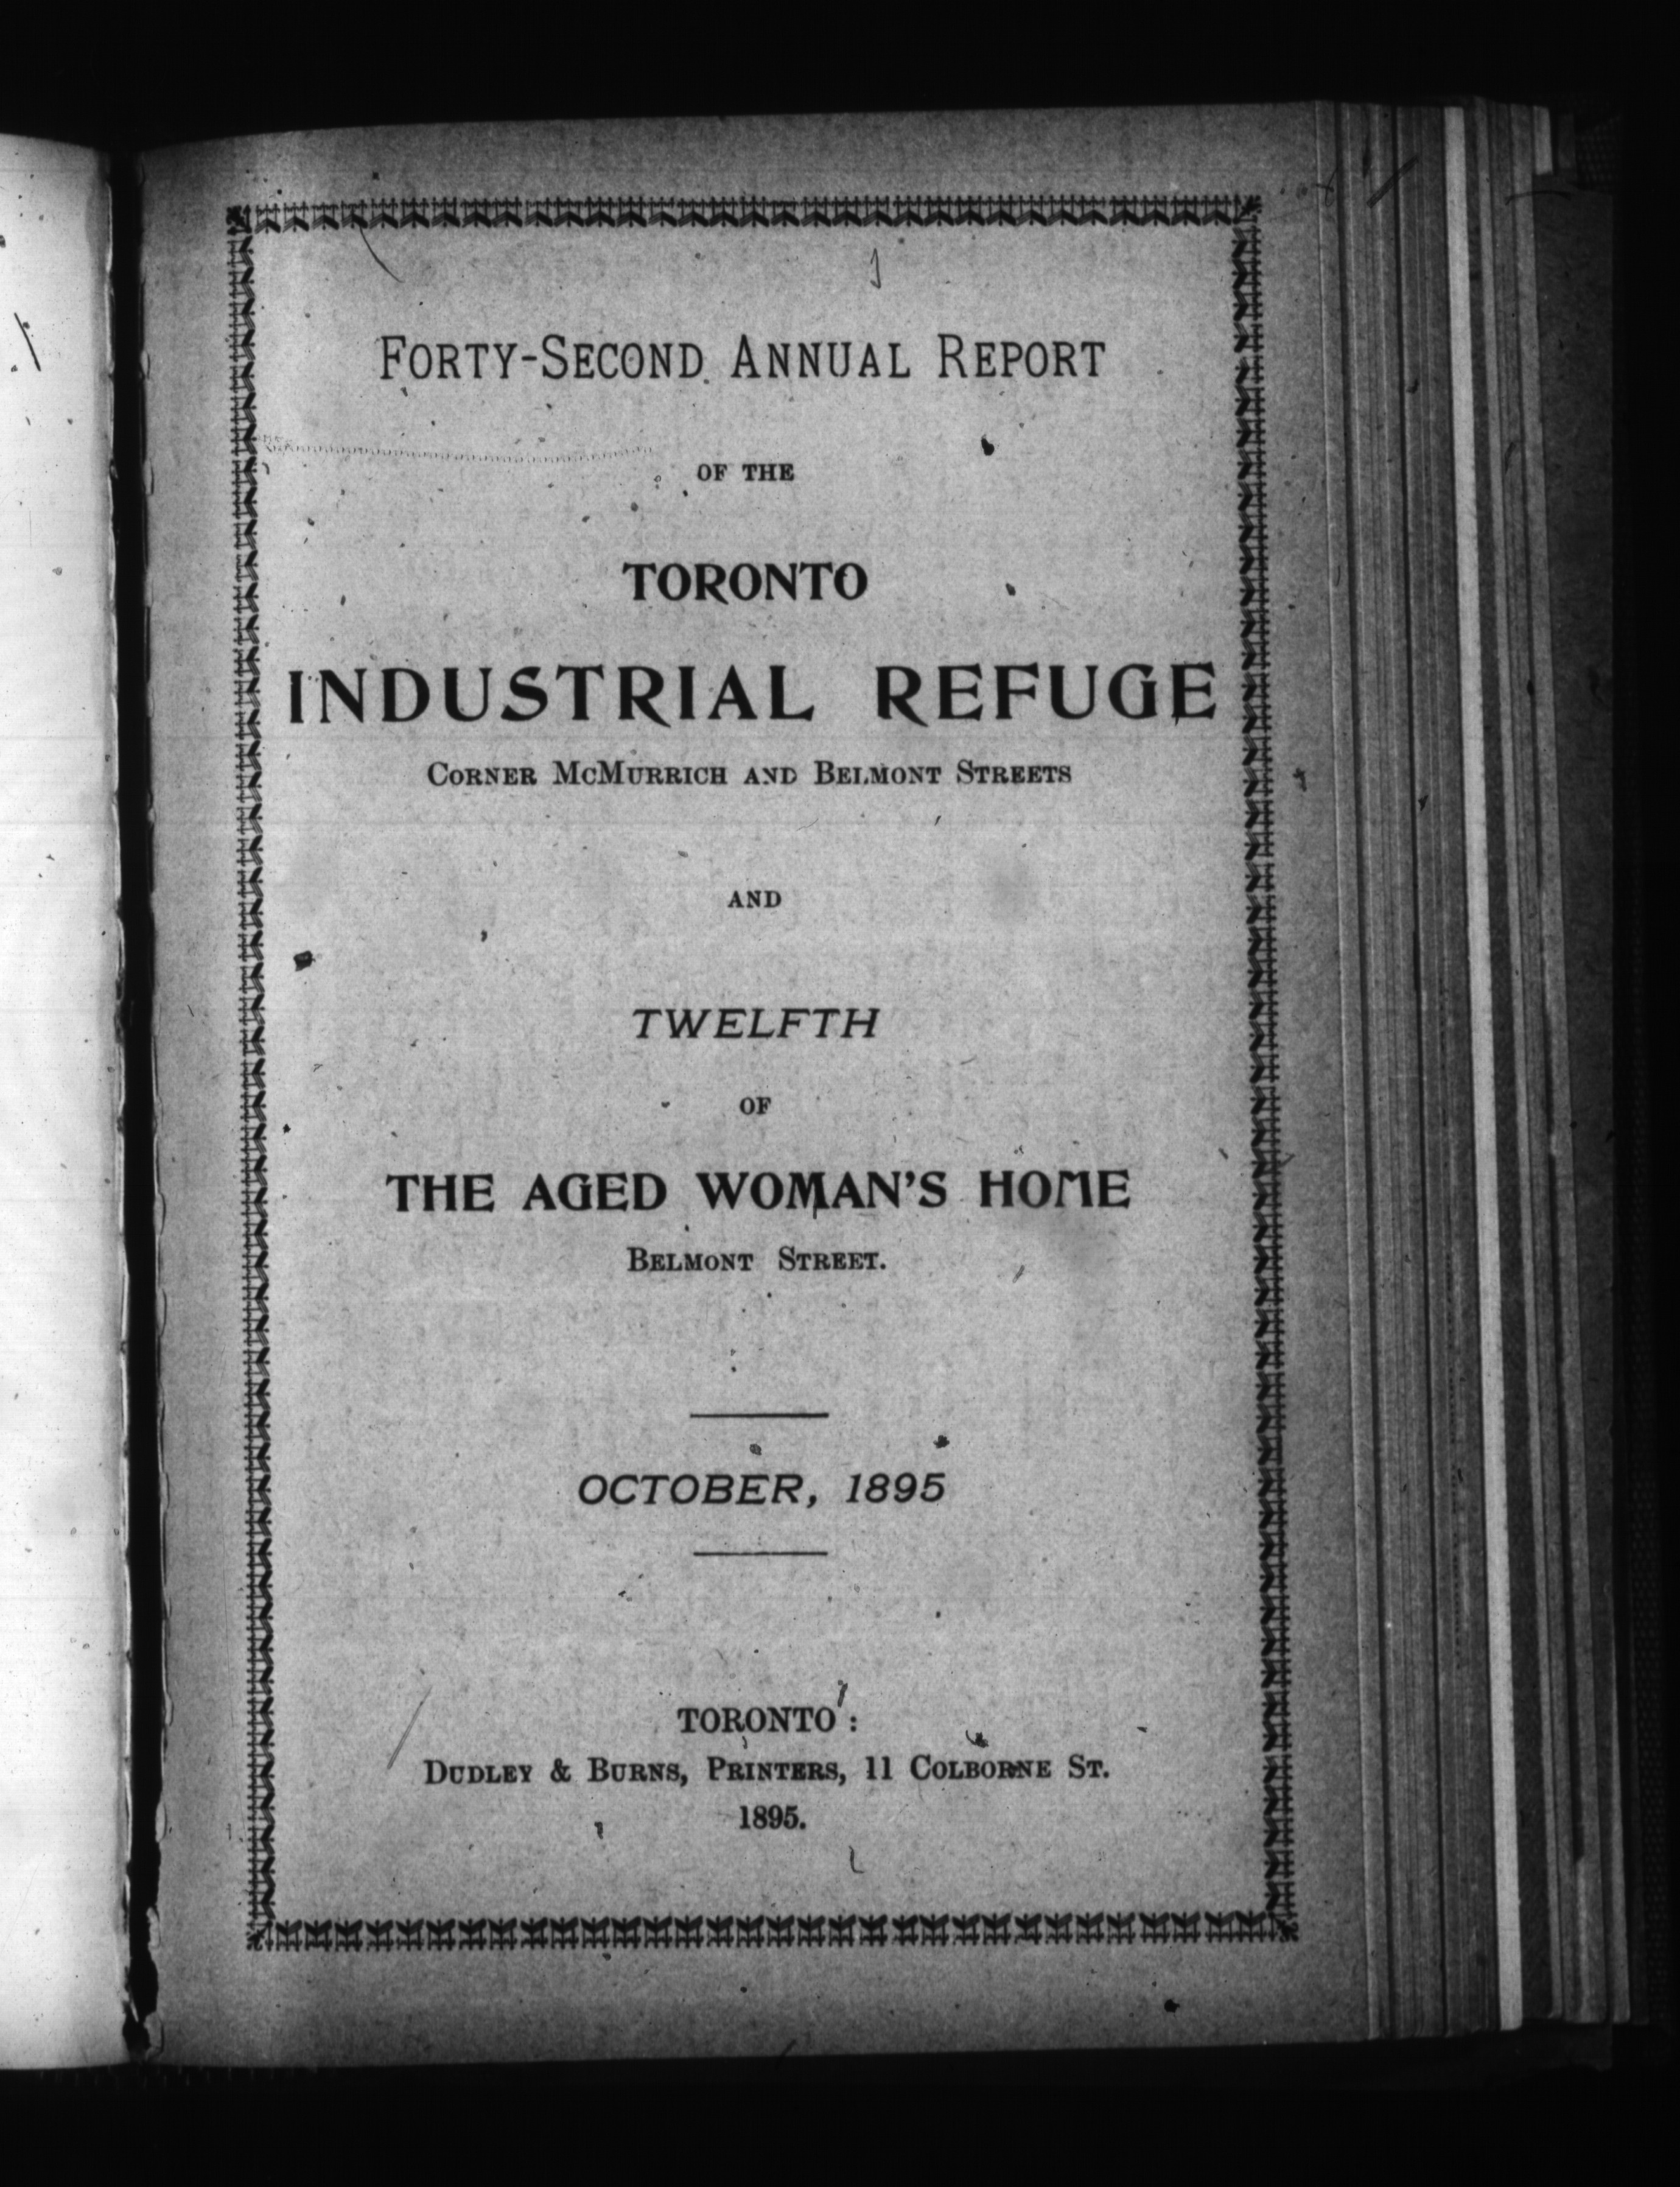 FORTY-SECOND ANNUAL REPORT
OF THE
TORONTO
INDUSTRIAL REFUGE
CORNER MCMURRICH AND BELMONT STREETS
AND
TWELFTH
OF
THE AGED WOMAN'S HOME
BELMONT STREET.
OCTOBER, 1895
TORONTO :
DUDLEY & BURNS, PRINTERS, 11 COLBORNE ST.
1895.